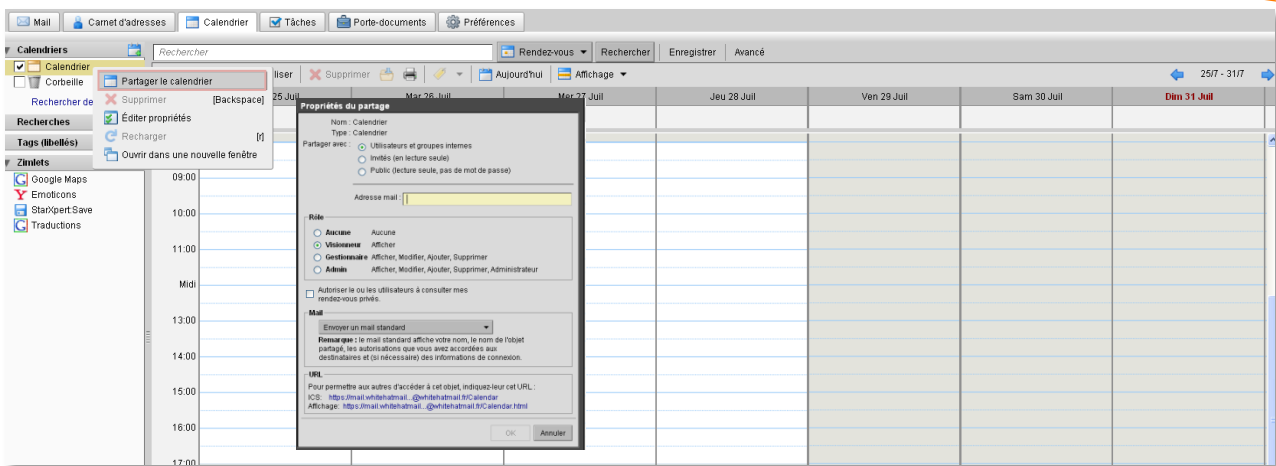 Mail Carnet d'adresses Calendrier Tâches Porte-documents Préférences
Calendriers
Rechercher Rendez-vous Rechercher Enregistrer Avancé
Calendrier
Corbeille
Rechercher de
Recherches
Tags (libellés)
Zimlets
Google Maps
Emoticons
StarXpert:Save
Traductions
Partager le calendrier
Supprimer [Backspace]
Éditer propriétés
Recharger [r]
Ouvrir dans une nouvelle fenêtre
liser Supprimer Aujourd'hui Affichage 25/7 - 31/7
25 Juil Mar 26 Juil Mer 27 Juil Jeu 28 Juil Ven 29 Juil Sam 30 Juil Dim 31 Juil
09:00
10:00
11:00
Midi
13:00
14:00
15:00
16:00
17:00
Propriétés du partage
Nom : Calendrier
Type : Calendrier
Partager avec : Utilisateurs et groupes internes
Invités (en lecture seule)
Public (lecture seule, pas de mot de passe)
Adresse mail :
Rôle
Aucune Aucune
Visionneur Afficher
Gestionnaire Afficher, Modifier, Ajouter, Supprimer
Admin Afficher, Modifier, Ajouter, Supprimer, Administrateur
Autoriser le ou les utilisateurs à consulter mes
rendez-vous privés.
Mail
Envoyer un mail standard
Remarque : le mail standard affiche votre nom, le nom de l'objet
partagé, les autorisations que vous avez accordées aux
destinataires et (si nécessaire) des informations de connexion.
URL
Pour permettre aux autres d'accéder à cet objet, indiquez-leur cet URL :
ICS: https://mail.whitehatmail...@whitehatmail.fr/Calendar
Affichage: https://mail.whitehatmail...@whitehatmail.fr/Calendar.html
OK Annuler